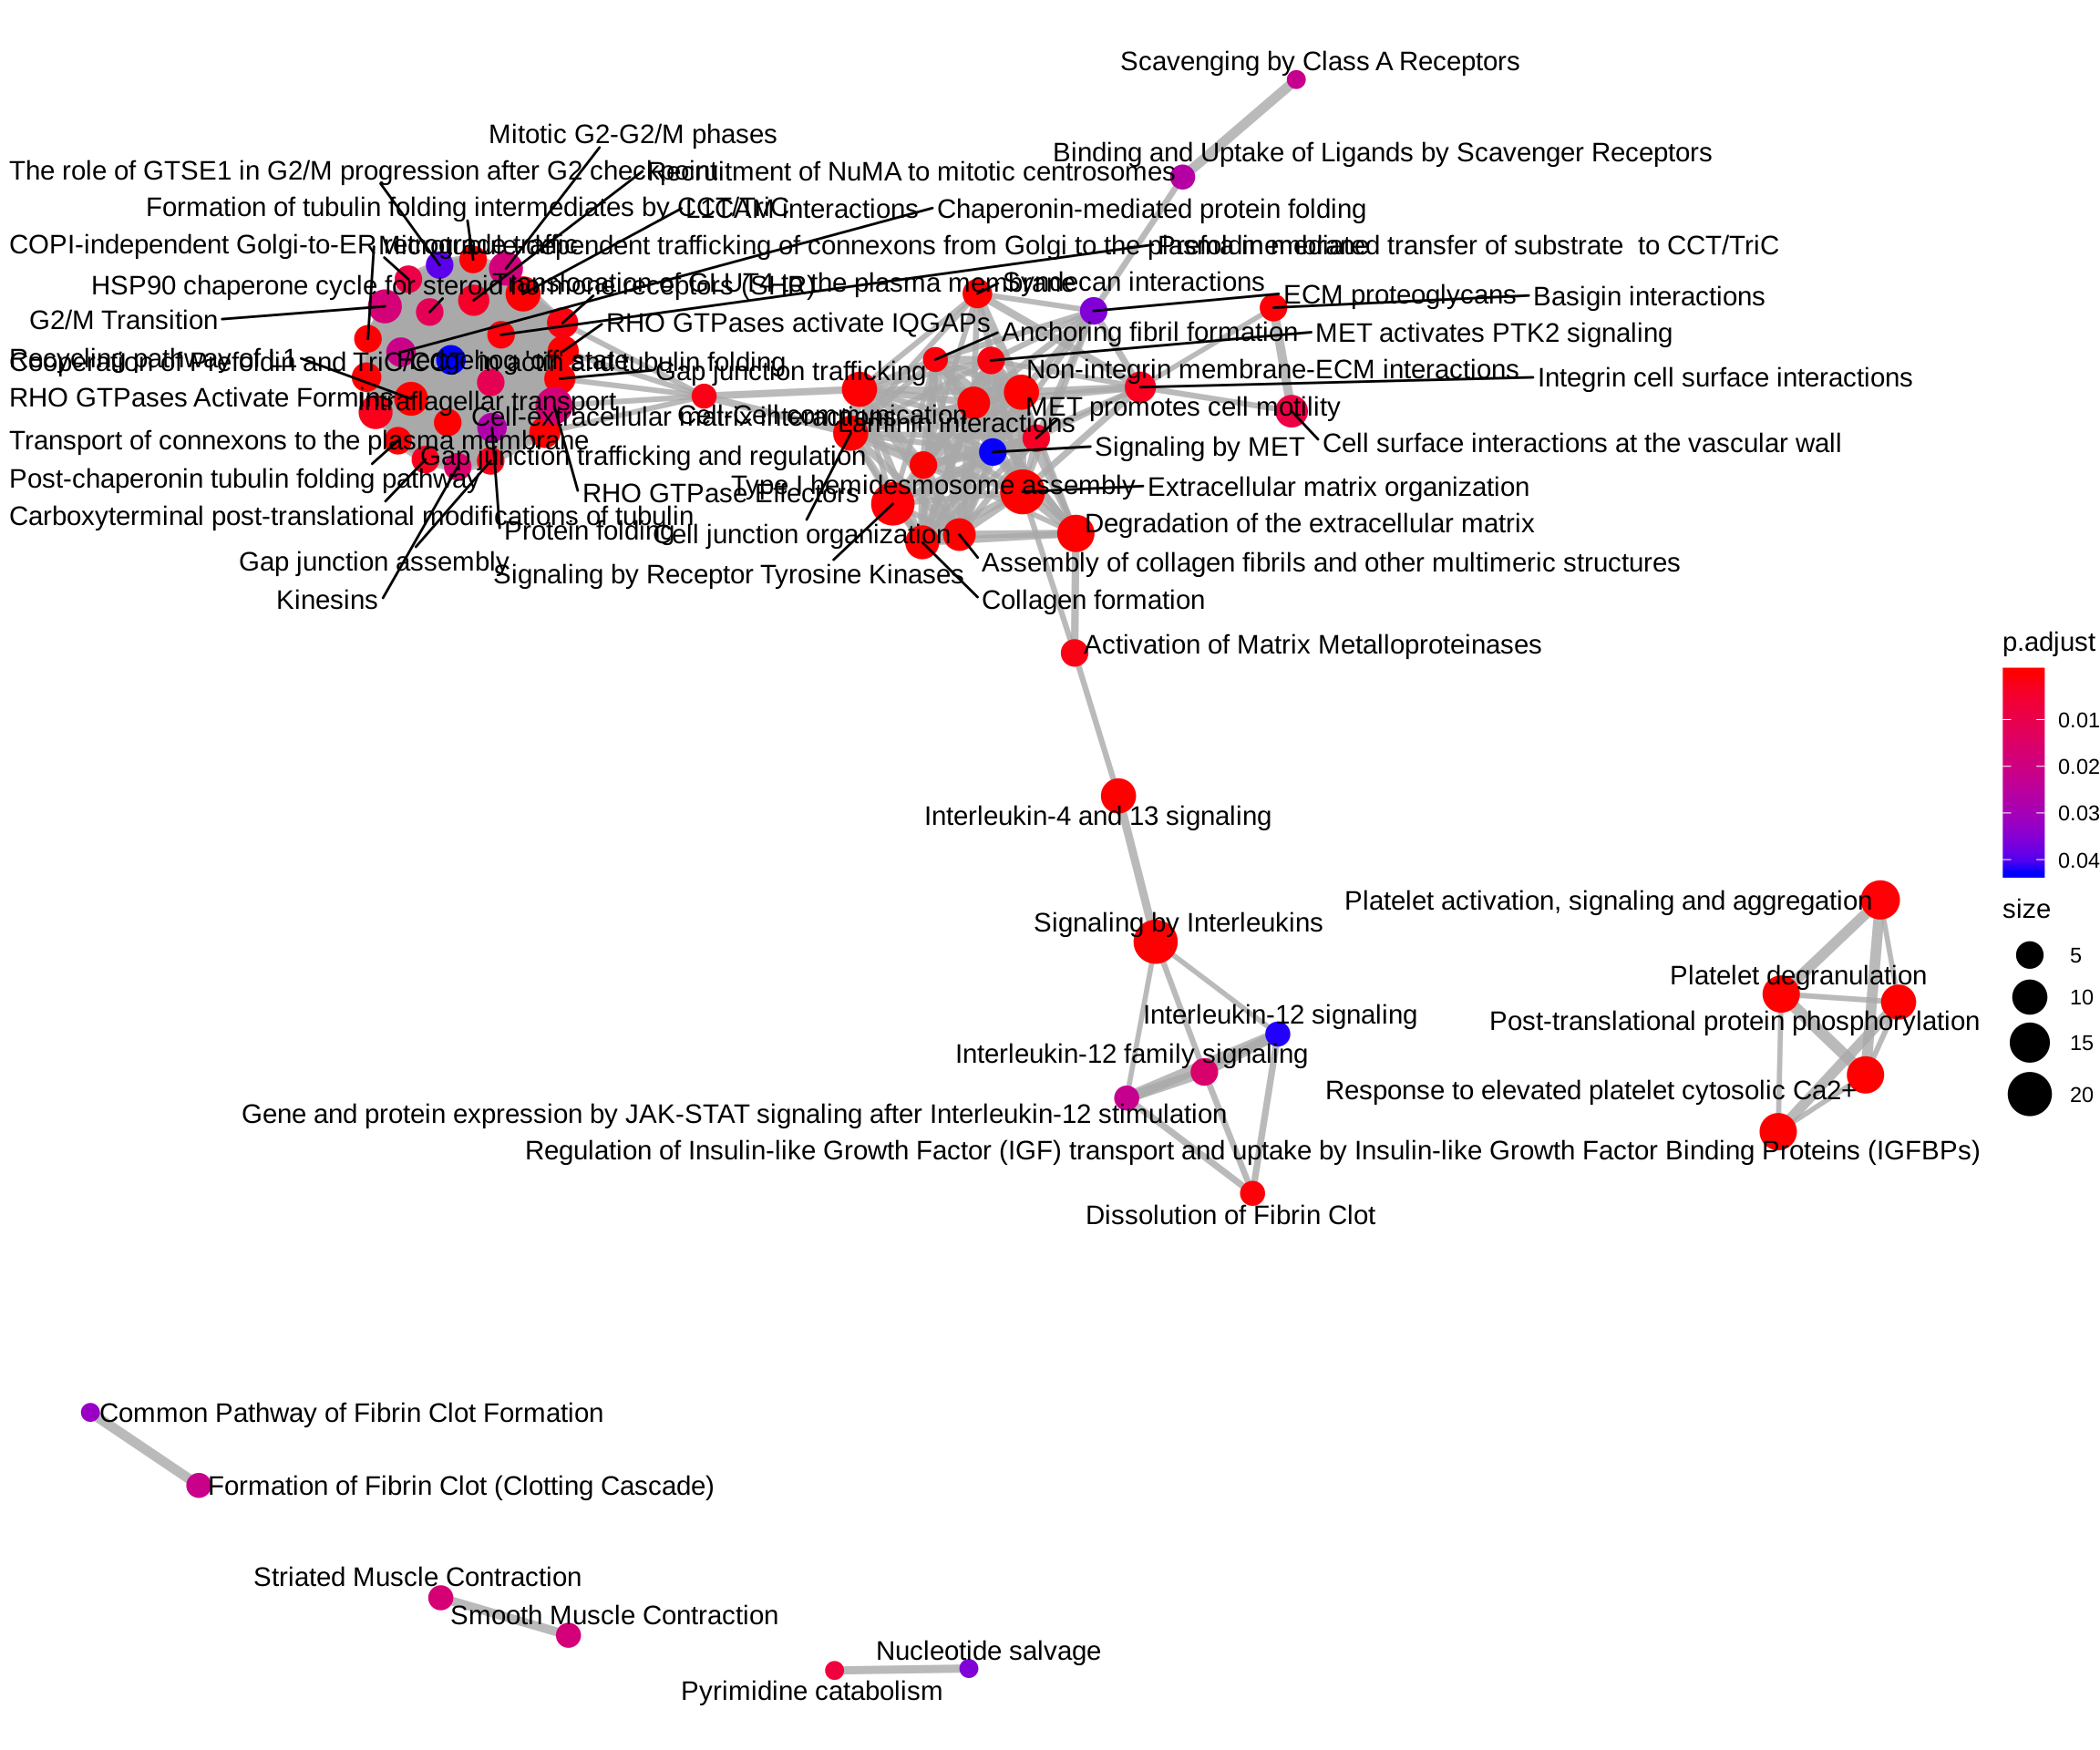 Scavenging by Class A Receptors
Mitotic G2-G2/M phases
Binding and Uptake of Ligands by Scavenger Receptors
The role of GTSE1 in G2/M progression after G2 checkpoint
Recruitment of NuMA to mitotic centrosomes
Formation of tubulin folding intermediates by CCT/TriC
L1CAM interactions
Chaperonin-mediated protein folding
COPI-independent Golgi-to-ER retrograde traffic
Microtubule-dependent trafficking of connexons from Golgi to the plasma membrane
Prefoldin mediated transfer of substrate  to CCT/TriC
HSP90 chaperone cycle for steroid hormone receptors (SHR)
Translocation of GLUT4 to the plasma membrane
Syndecan interactions
ECM proteoglycans
Basigin interactions
G2/M Transition
RHO GTPases activate IQGAPs
Anchoring fibril formation
MET activates PTK2 signaling
Recycling pathway of L1
Cooperation of Prefoldin and TriC/CCT  in actin and tubulin folding
Hedgehog 'off' state
Gap junction trafficking
Non-integrin membrane-ECM interactions
Integrin cell surface interactions
RHO GTPases Activate Formins
Intraflagellar transport
Cell-extracellular matrix interactions
Cell-Cell communication
MET promotes cell motility
Laminin interactions
Transport of connexons to the plasma membrane
Signaling by MET
Cell surface interactions at the vascular wall
Gap junction trafficking and regulation
Post-chaperonin tubulin folding pathway
RHO GTPase Effectors
Type I hemidesmosome assembly
Extracellular matrix organization
Carboxyterminal post-translational modifications of tubulin
Protein folding
Cell junction organization
Degradation of the extracellular matrix
Gap junction assembly
Signaling by Receptor Tyrosine Kinases
Assembly of collagen fibrils and other multimeric structures
Kinesins
Collagen formation
Activation of Matrix Metalloproteinases
Interleukin-4 and 13 signaling
Signaling by Interleukins
Platelet activation, signaling and aggregation
Platelet degranulation
Interleukin-12 signaling
Post-translational protein phosphorylation
Interleukin-12 family signaling
Response to elevated platelet cytosolic Ca2+
Gene and protein expression by JAK-STAT signaling after Interleukin-12 stimulation
Regulation of Insulin-like Growth Factor (IGF) transport and uptake by Insulin-like Growth Factor Binding Proteins (IGFBPs)
Dissolution of Fibrin Clot
Common Pathway of Fibrin Clot Formation
Formation of Fibrin Clot (Clotting Cascade)
Striated Muscle Contraction
Smooth Muscle Contraction
Nucleotide salvage
Pyrimidine catabolism
p.adjust
0.01
0.02
0.03
0.04
size
5
10
15
20